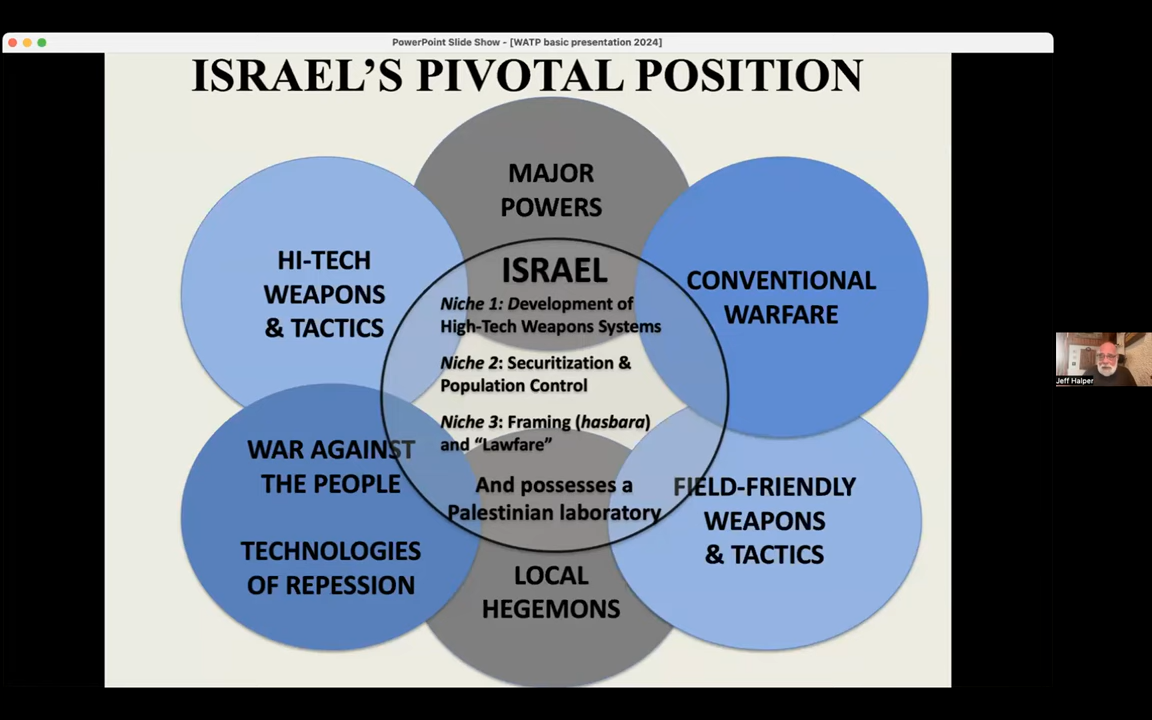 PowerPoint Slide Show - [WATP basic presentation 2024]
ISRAEL'S PIVOTAL POSITION
MAJOR
POWERS
HI-TECH
WEAPONS
& TACTICS
ISRAEL
Niche 1: Development of
High-Tech Weapons Systems
Niche 2: Securitization &
Population Control
Niche 3: Framing (hasbara)
and “Lawfare”
And possesses a
Palestinian laboratory
CONVENTIONAL
WARFARE
WAR AGAINST
THE PEOPLE
TECHNOLOGIES
OF REPRESSION
LOCAL
HEGEMONS
FIELD-FRIENDLY
WEAPONS
& TACTICS
Jeff Halper